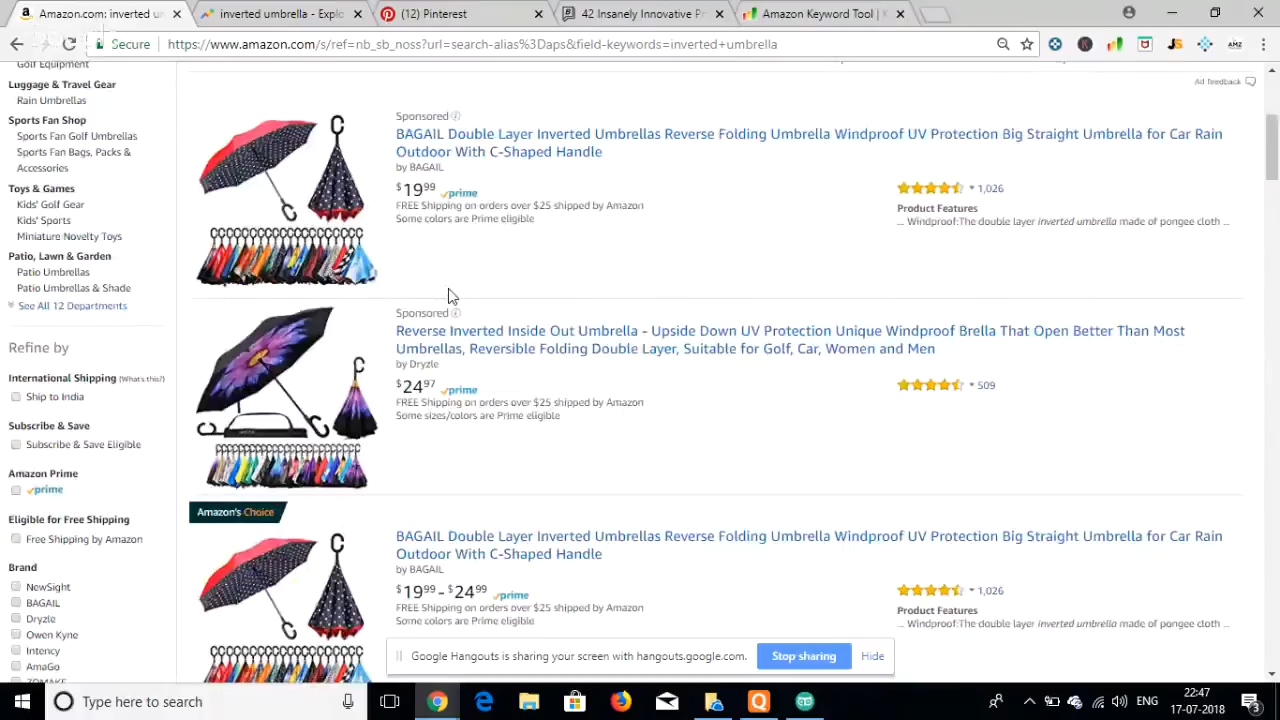 Amazon.com: inverted un
inverted umbrella - Explo
(12) Pinterest
42 Insanely Innovative Pr
Amazon Keyword Tool | K
Secure
https://www.amazon.com/s/ref=nb_sb_noss?url=search-alias%3Daps&field-keywords=inverted+umbrella
Golf Equipment
Luggage & Travel Gear
Rain Umbrellas
Sports Fan Shop
Sports Fan Golf Umbrellas
Sports Fan Bags, Packs &
Accessories
Toys & Games
Kids' Golf Gear
Kids' Sports
Miniature Novelty Toys
Patio, Lawn & Garden
Patio Umbrellas
Patio Umbrellas & Shade
See All 12 Departments
Refine by
International Shipping (What's this?)
Ship to India
Subscribe & Save
Subscribe & Save Eligible
Amazon Prime
prime
Eligible for Free Shipping
Free Shipping by Amazon
Brand
NewSight
BAGAIL
Dryzle
Owen Kyne
Intency
AmaGo
ZOMAKE
Ad feedback
Sponsored
BAGAIL Double Layer Inverted Umbrellas Reverse Folding Umbrella Windproof UV Protection Big Straight Umbrella for Car Rain
Outdoor With C-Shaped Handle
by BAGAIL
$19 99 prime
FREE Shipping on orders over $25 shipped by Amazon
Some colors are Prime eligible
1,026
Product Features
... Windproof:The double layer inverted umbrella made of pongee cloth ...
Sponsored
Reverse Inverted Inside Out Umbrella - Upside Down UV Protection Unique Windproof Brella That Open Better Than Most
Umbrellas, Reversible Folding Double Layer, Suitable for Golf, Car, Women and Men
by Dryzle
$24 97 prime
FREE Shipping on orders over $25 shipped by Amazon
Some sizes/colors are Prime eligible
509
Amazon's Choice
BAGAIL Double Layer Inverted Umbrellas Reverse Folding Umbrella Windproof UV Protection Big Straight Umbrella for Car Rain
Outdoor With C-Shaped Handle
by BAGAIL
$19 99 - $24 99 prime
FREE Shipping on orders over $25 shipped by Amazon
Some colors are Prime eligible
1,026
Product Features
... Windproof:The double layer inverted umbrella made of pongee cloth ...
Google Hangouts is sharing your screen with hangouts.google.com.
Stop sharing
Hide
Type here to search
ENG
22:47
17-07-2018